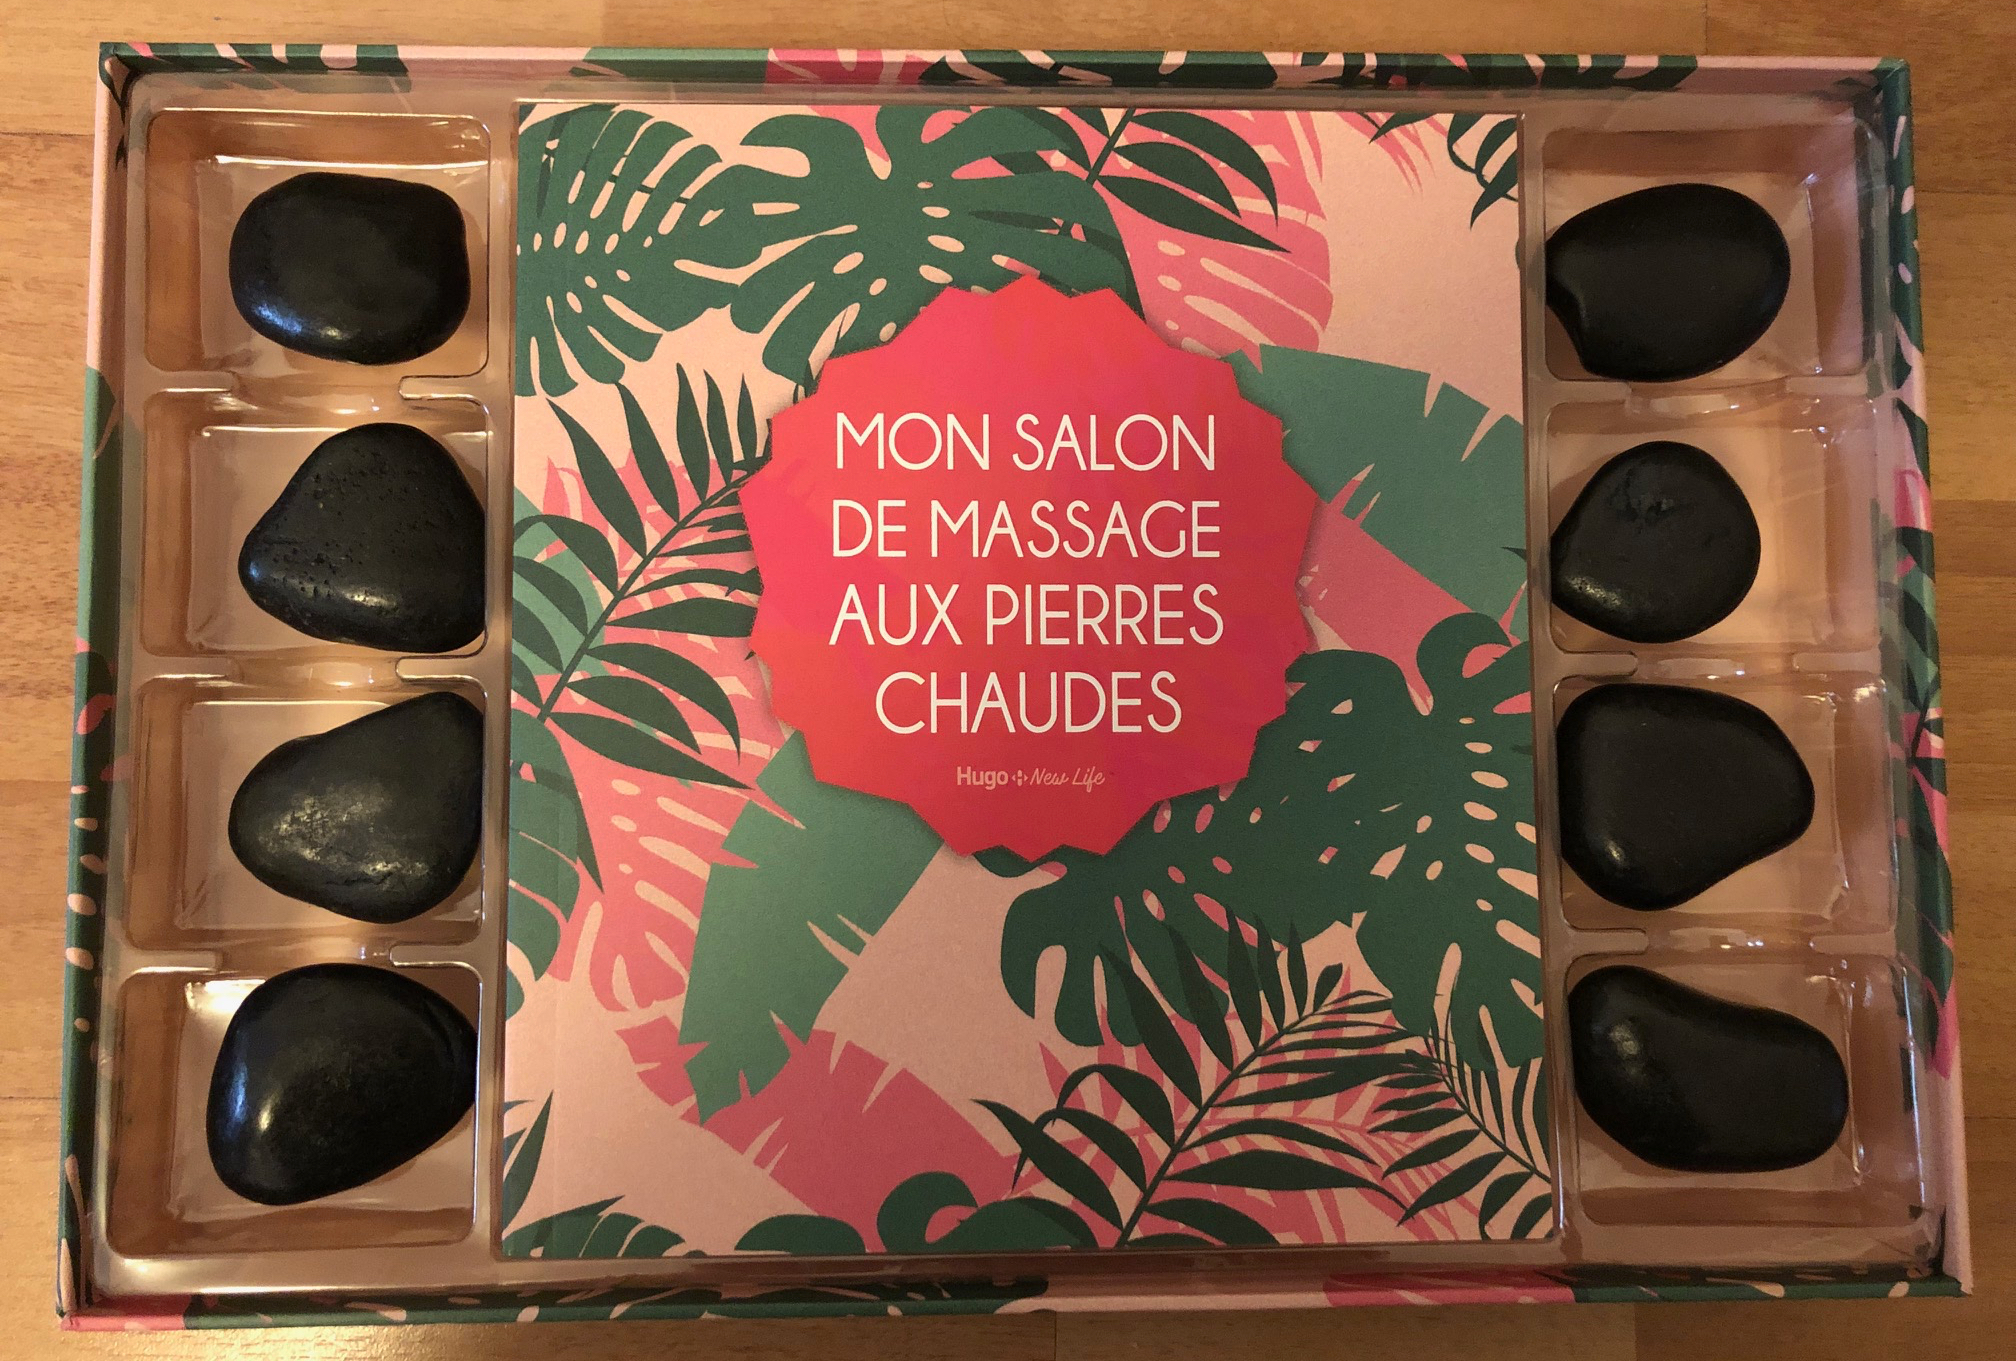 MON SALON
DE MASSAGE
AUX PIERRES
CHAUDES
Hugo New Life